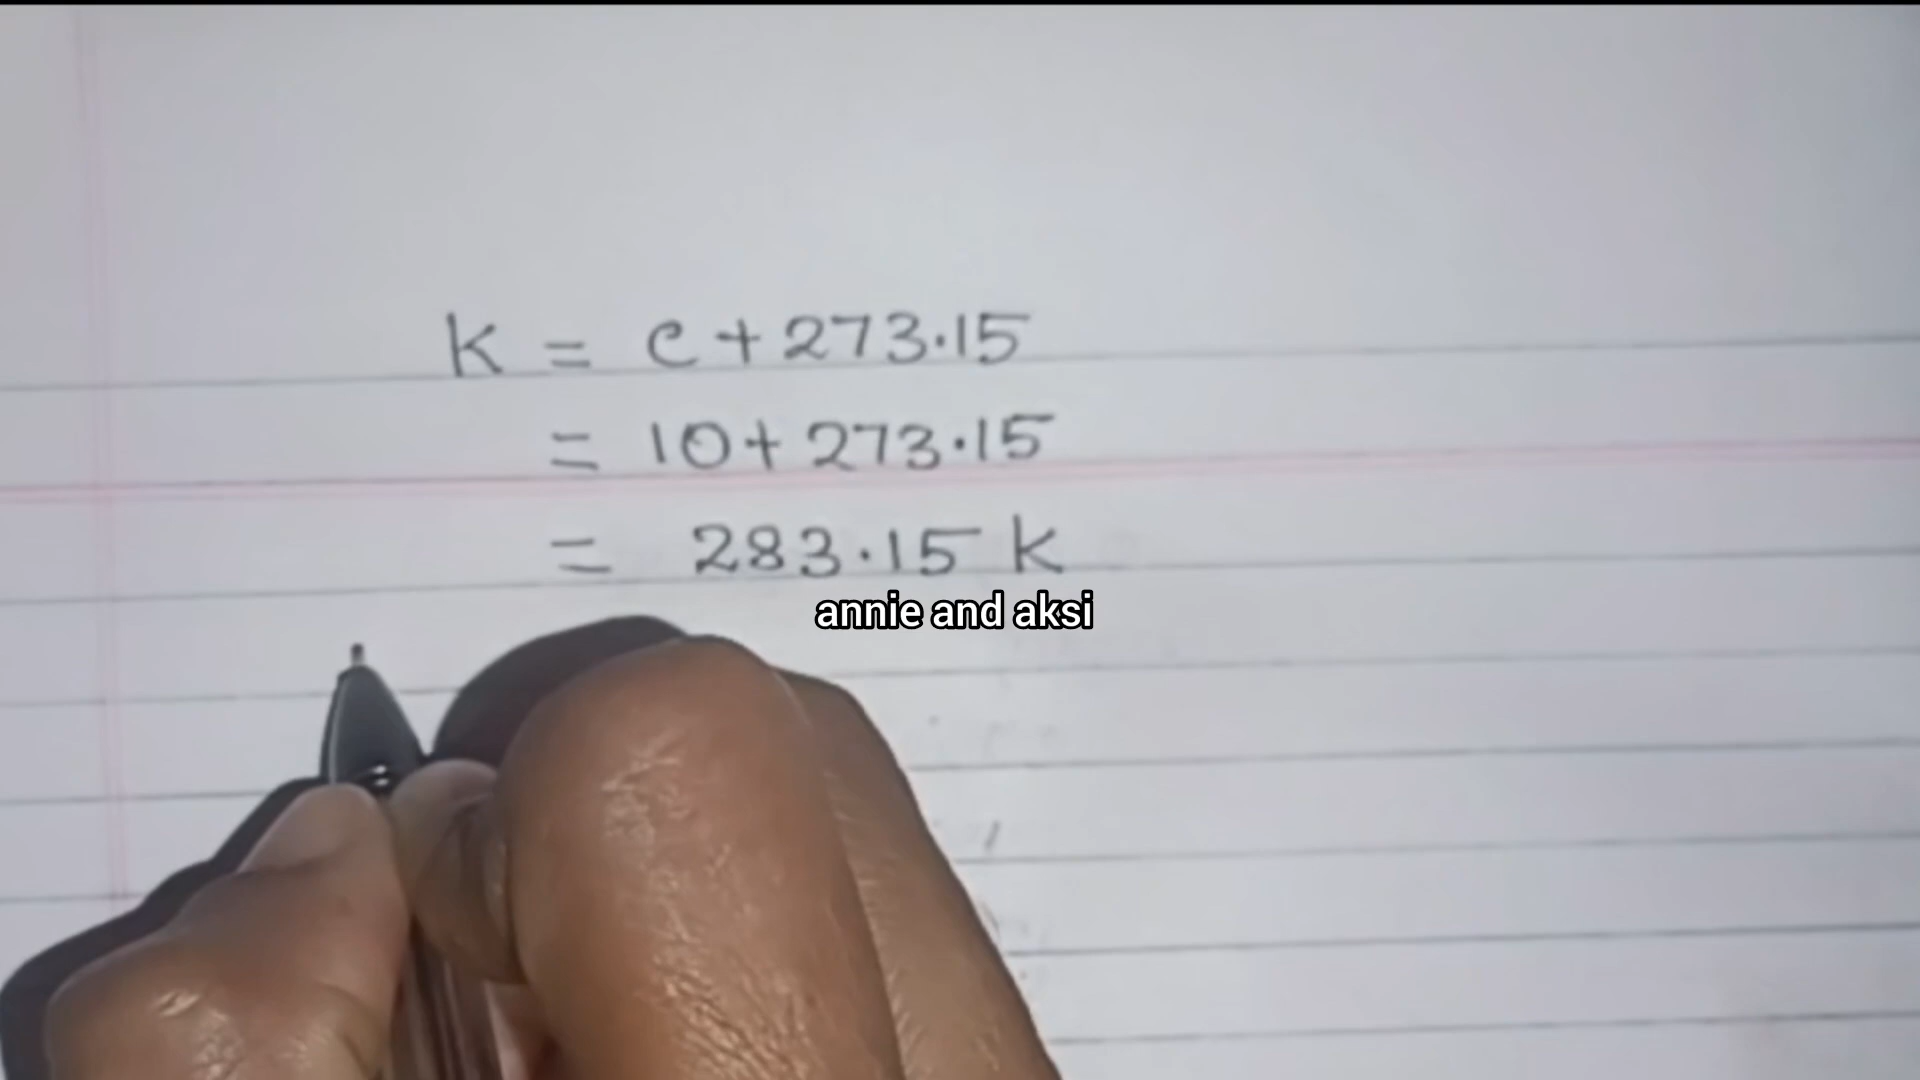 K = C + 273.15
= 10 + 273.15
= 283.15 K
annie and aksi